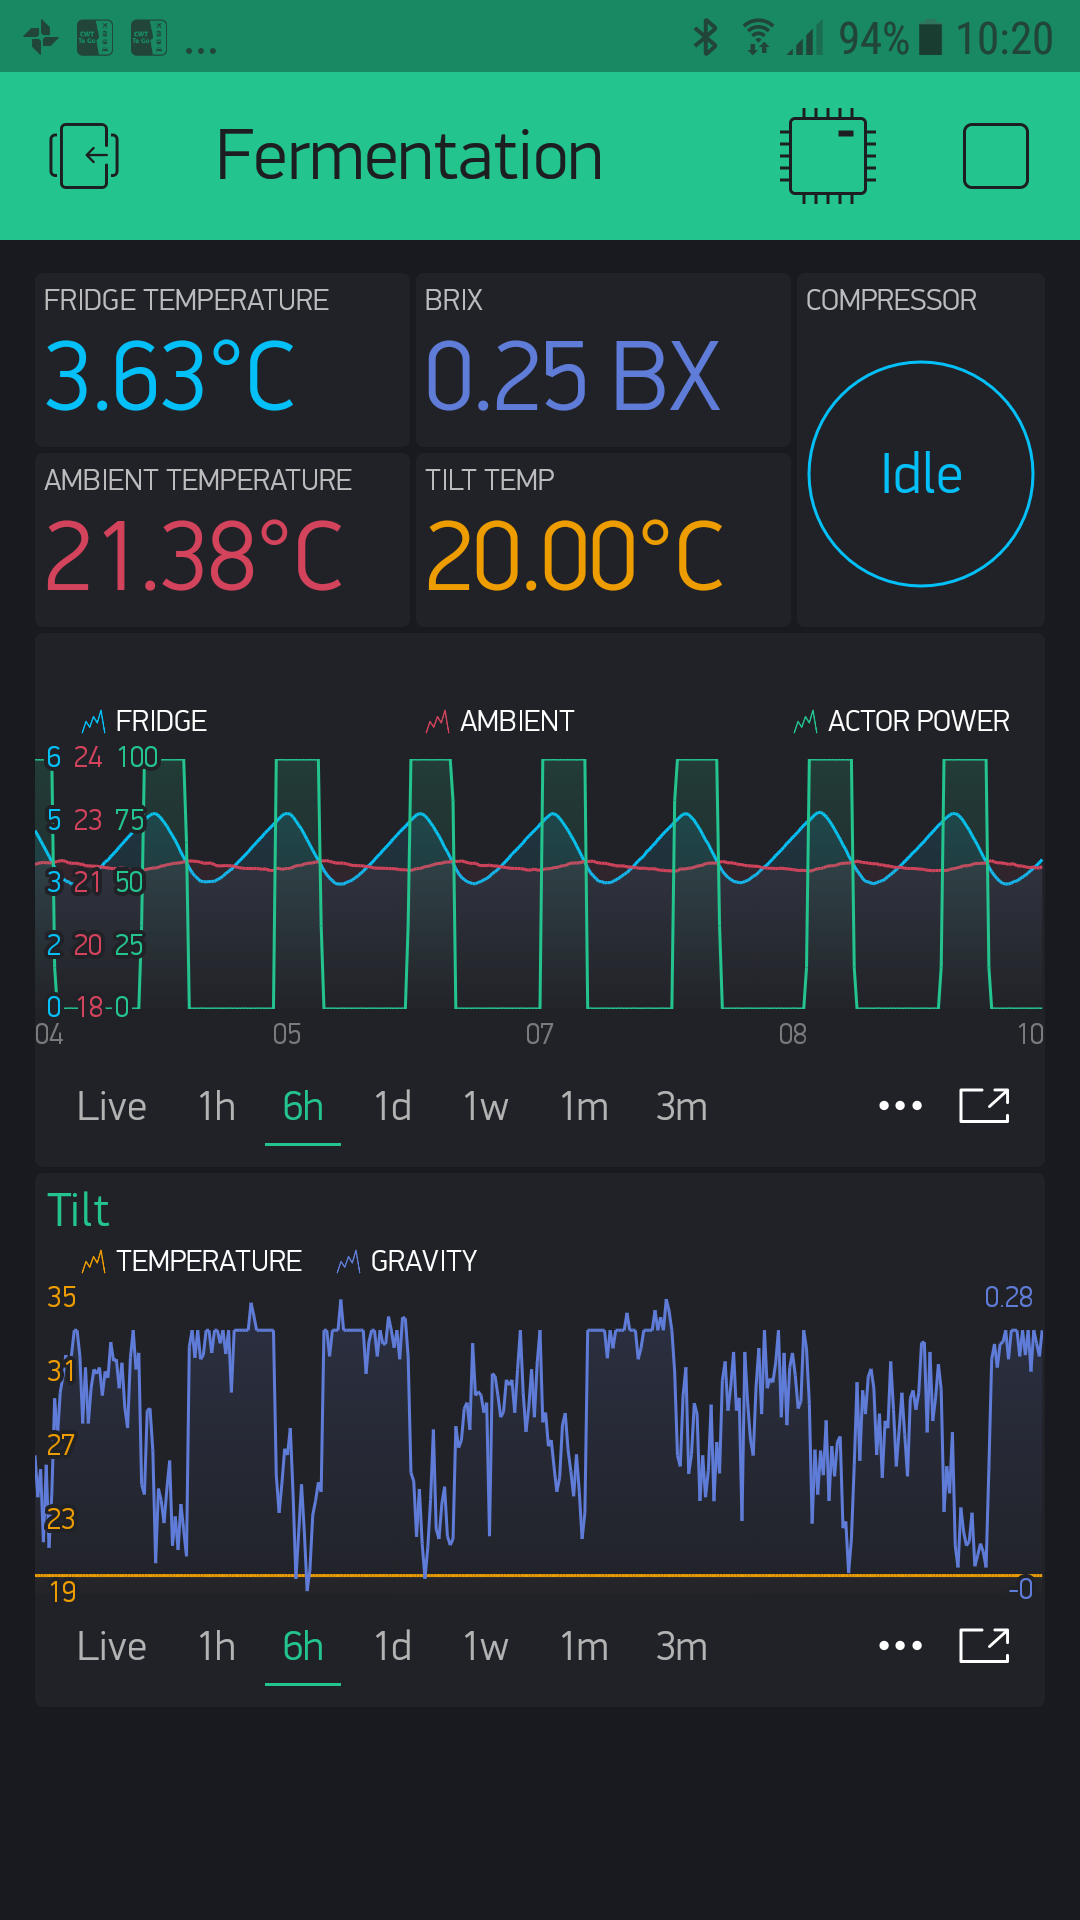 ... 94% 10:20
Fermentation
FRIDGE TEMPERATURE BRIX COMPRESSOR
3.63°C 0.25 BX
Idle
AMBIENT TEMPERATURE TILT TEMP
21.38°C 20.00°C
FRIDGE AMBIENT ACTOR POWER
6 24 100
5 23 75
3 21 50
2 20 25
0 18 0
04 05 07 08 10
Live 1h 6h 1d 1w 1m 3m •••
Tilt
TEMPERATURE GRAVITY
35 0.28
31
27
23
19 -0
Live 1h 6h 1d 1w 1m 3m •••